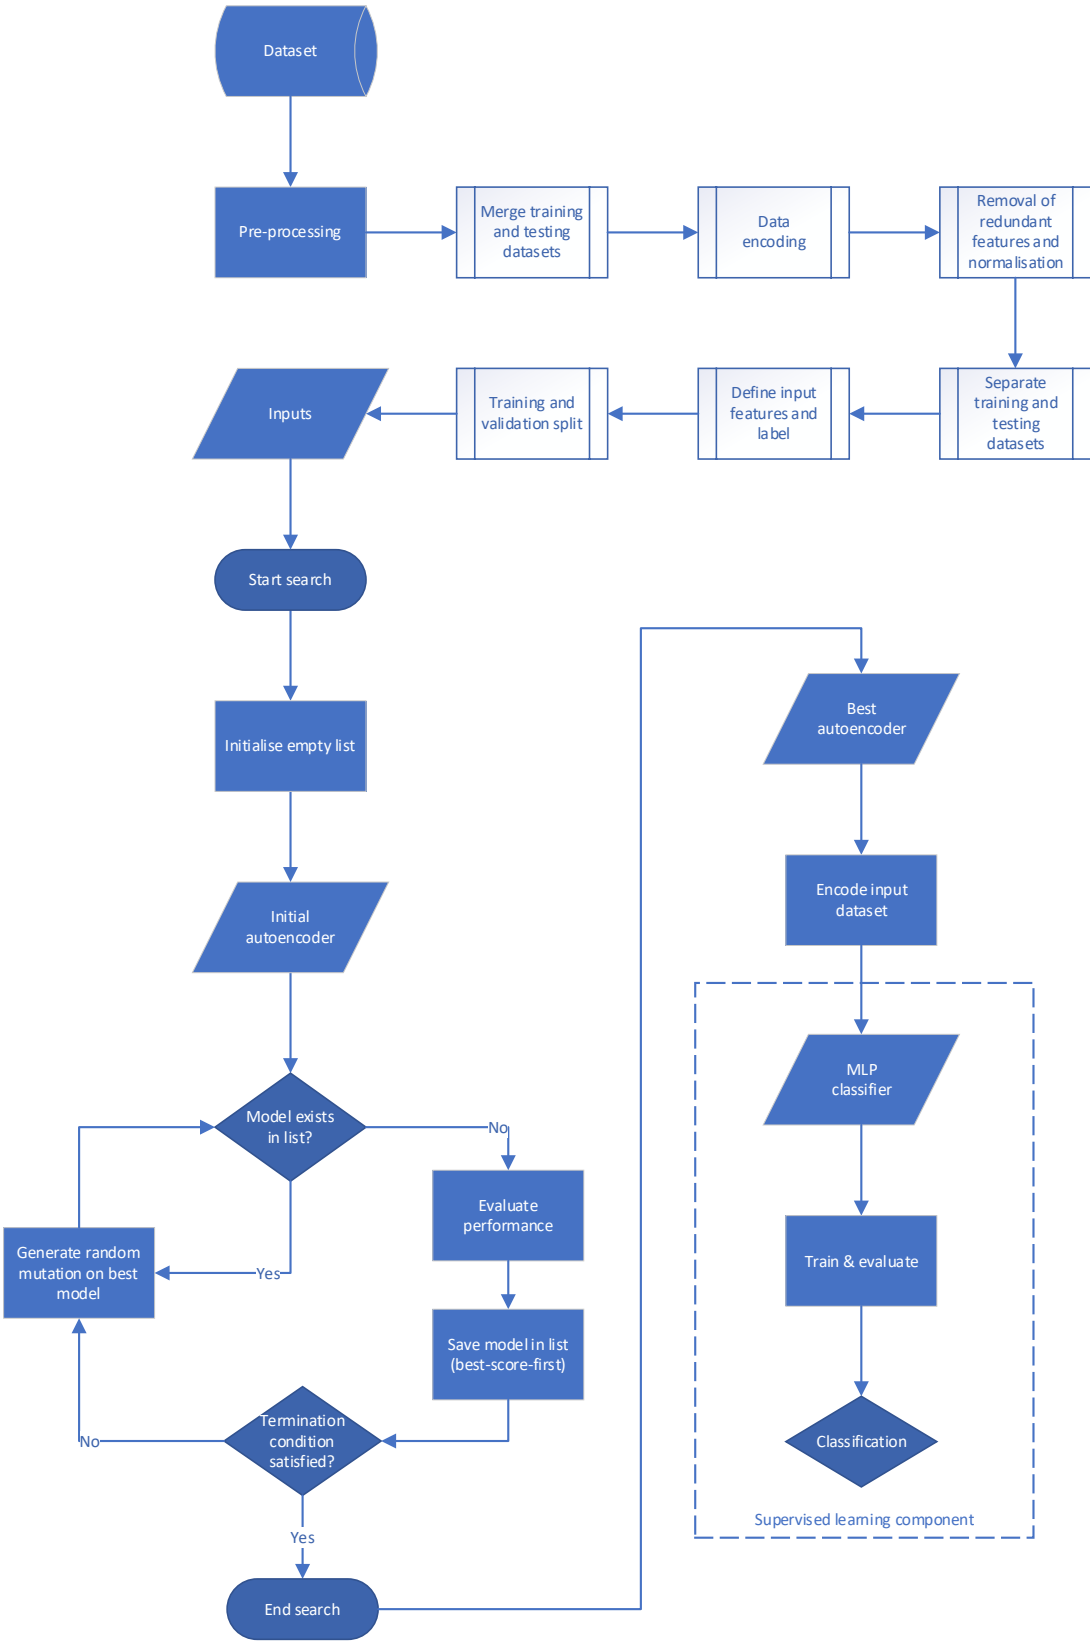 Dataset
Pre-processing
Merge training
and testing
datasets
Data
encoding
Removal of
redundant
features and
normalisation
Separate
training and
testing
datasets
Define input
features and
label
Training and
validation split
Inputs
Start search
Initialise empty list
Initial
autoencoder
Model exists
in list?
No
Yes
Generate random
mutation on best
model
Evaluate
performance
Save model in list
(best-score-first)
Termination
condition
satisfied?
No
Yes
End search
Best
autoencoder
Encode input
dataset
MLP
classifier
Train & evaluate
Classification
Supervised learning component